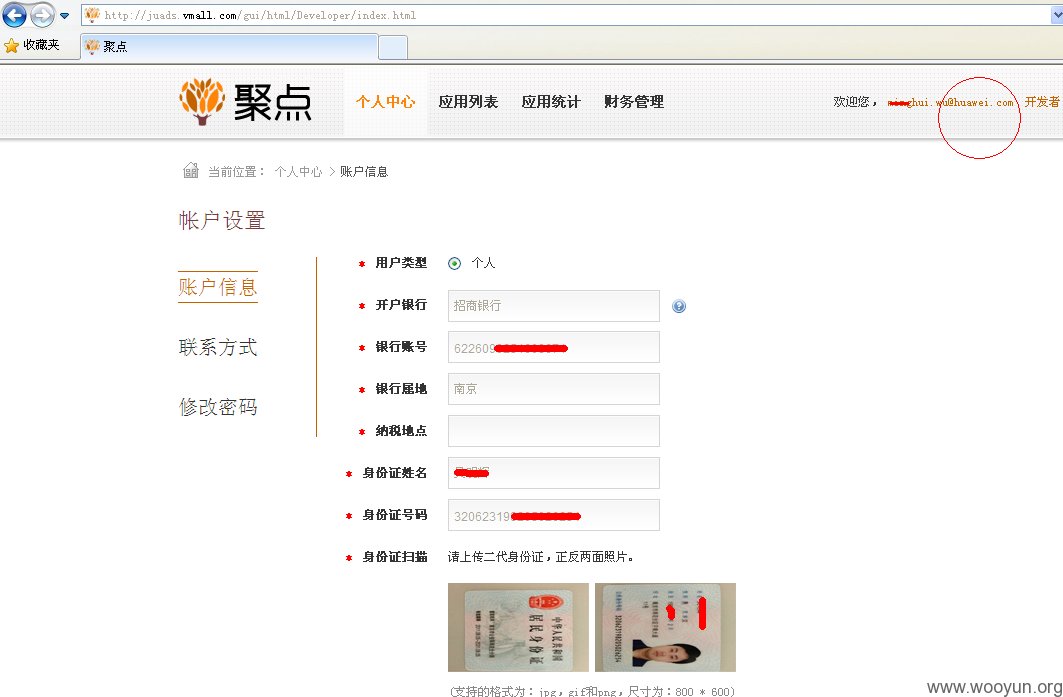 http://juads.vmall.com/gui/html/Developer/index.html
收藏夹
聚点
聚点
个人中心 应用列表 应用统计 财务管理
欢迎您， ghui.wu@huawei.com 开发者
当前位置： 个人中心 > 账户信息
帐户设置
账户信息
联系方式
修改密码
* 用户类型 个人
* 开户银行 招商银行
* 银行账号 622609
* 银行属地 南京
* 纳税地点
* 身份证姓名
* 身份证号码 32062319
* 身份证扫描 请上传二代身份证，正反两面照片。
中华人民共和国
居民身份证
(支持的格式为：jpg，gif和png，尺寸为：800 * 600)
www.wooyun.org